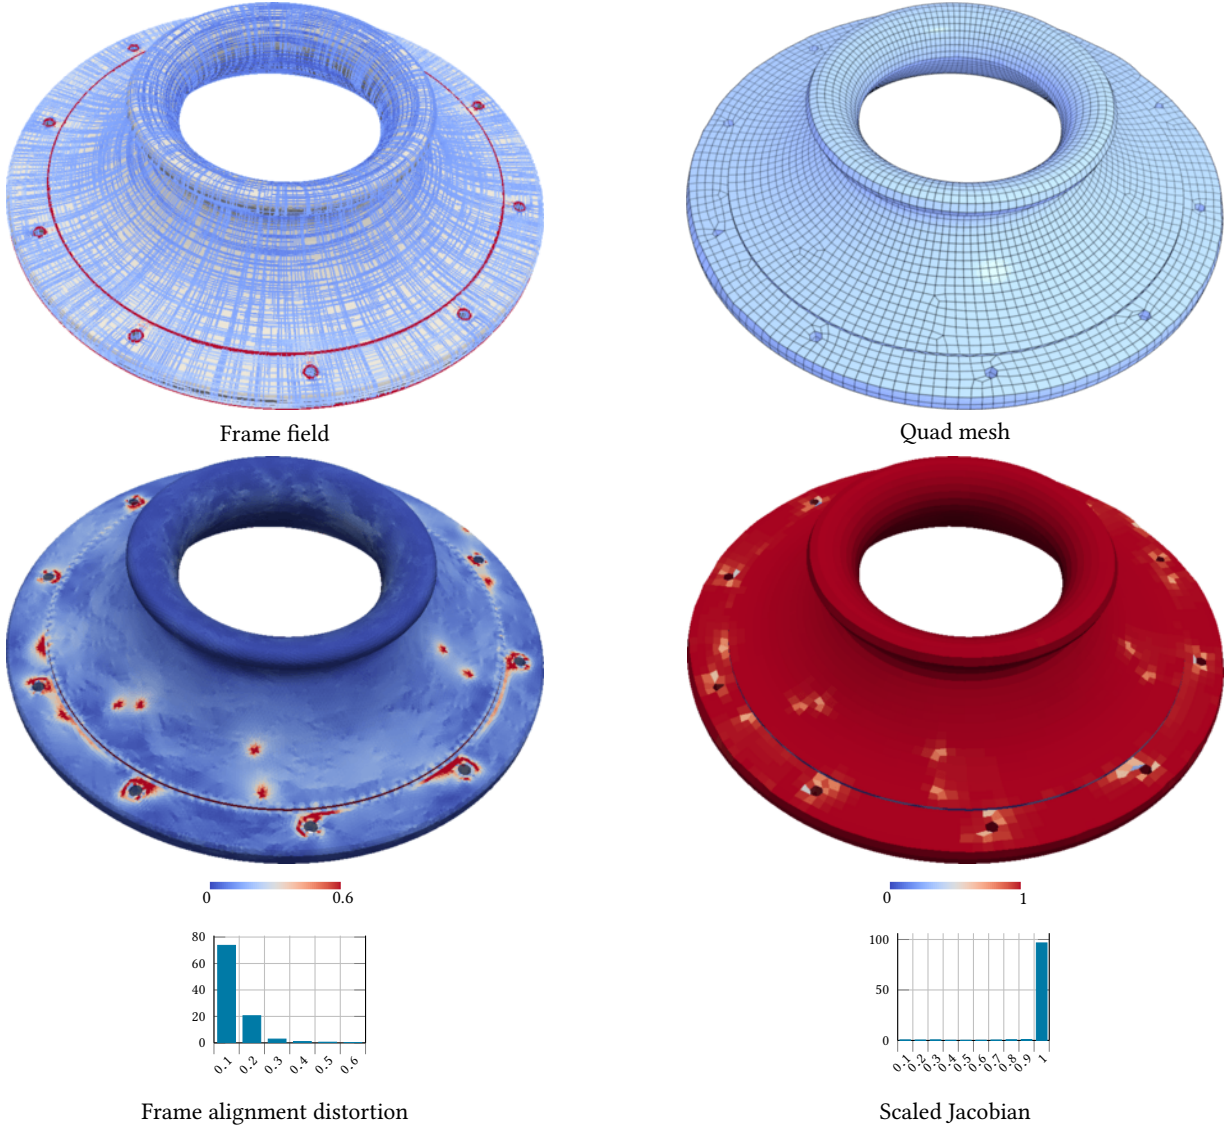 Frame field
Quad mesh
0 0.6
0 1
80
60
40
20
0
0.1 0.2 0.3 0.4 0.5 0.6
100
50
0
0.1 0.2 0.3 0.4 0.5 0.6 0.7 0.8 0.9 1
Frame alignment distortion
Scaled Jacobian